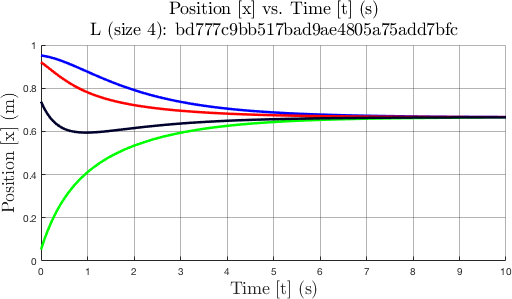 Position [x] vs. Time [t] (s)
L (size 4): bd777c9bb517bad9ae4805a75add7bfc
Position [x] (m)
1
0.8
0.6
0.4
0.2
0
0 1 2 3 4 5 6 7 8 9 10
Time [t] (s)